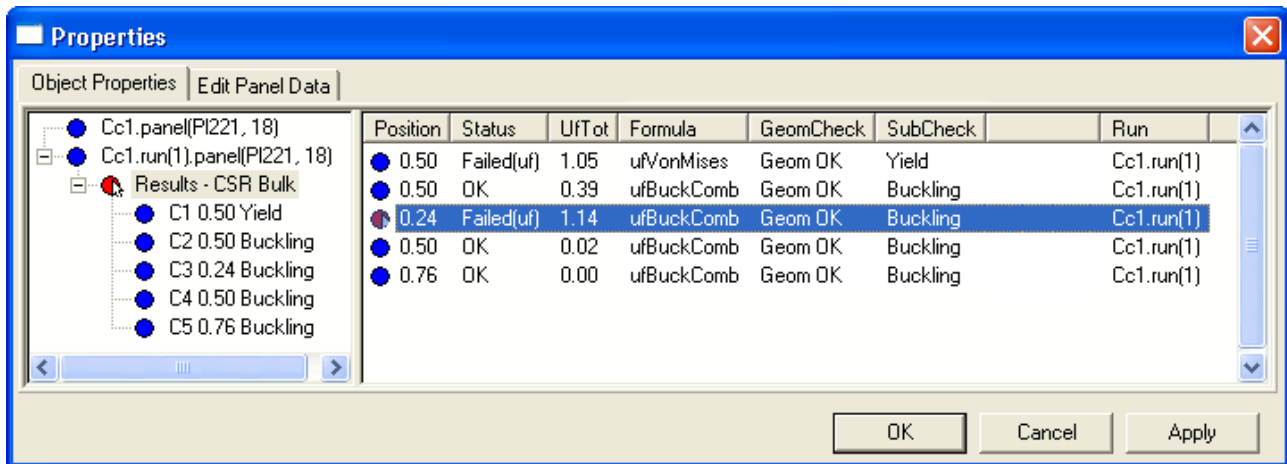 Properties
Object Properties Edit Panel Data
Cc1.panel(Pl221, 18)
Cc1.run(1).panel(Pl221, 18)
Results - CSR Bulk
C1 0.50 Yield
C2 0.50 Buckling
C3 0.24 Buckling
C4 0.50 Buckling
C5 0.76 Buckling
Position Status UfTot Formula GeomCheck SubCheck Run
0.50 Failed(uf) 1.05 ufVonMises Geom OK Yield Cc1.run(1)
0.50 OK 0.39 ufBuckComb Geom OK Buckling Cc1.run(1)
0.24 Failed(uf) 1.14 ufBuckComb Geom OK Buckling Cc1.run(1)
0.50 OK 0.02 ufBuckComb Geom OK Buckling Cc1.run(1)
0.76 OK 0.00 ufBuckComb Geom OK Buckling Cc1.run(1)
OK Cancel Apply